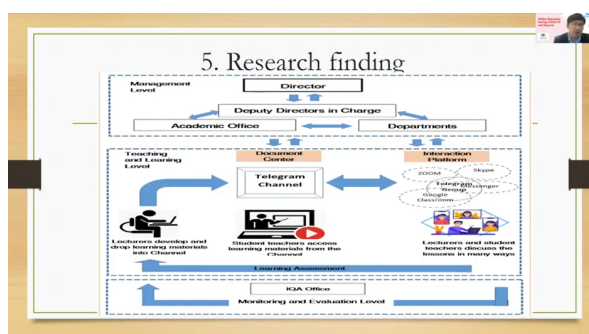 5. Research finding
Management
Level
Director
Deputy Directors in Charge
Academic Office
Departments
Teaching
and Learning
Level
Document
Center
Interaction
Platform
Telegram
Channel
ZOOM
Skype
Telegram
Group
Messenger
Google
Classroom
Lecturers develop and
drop learning materials
into Channel
Student teachers access
learning materials from the
Channel
Lecturers and student
teachers discuss the
lessons in many ways
Learning Assessment
IQA Office
Monitoring and Evaluation Level